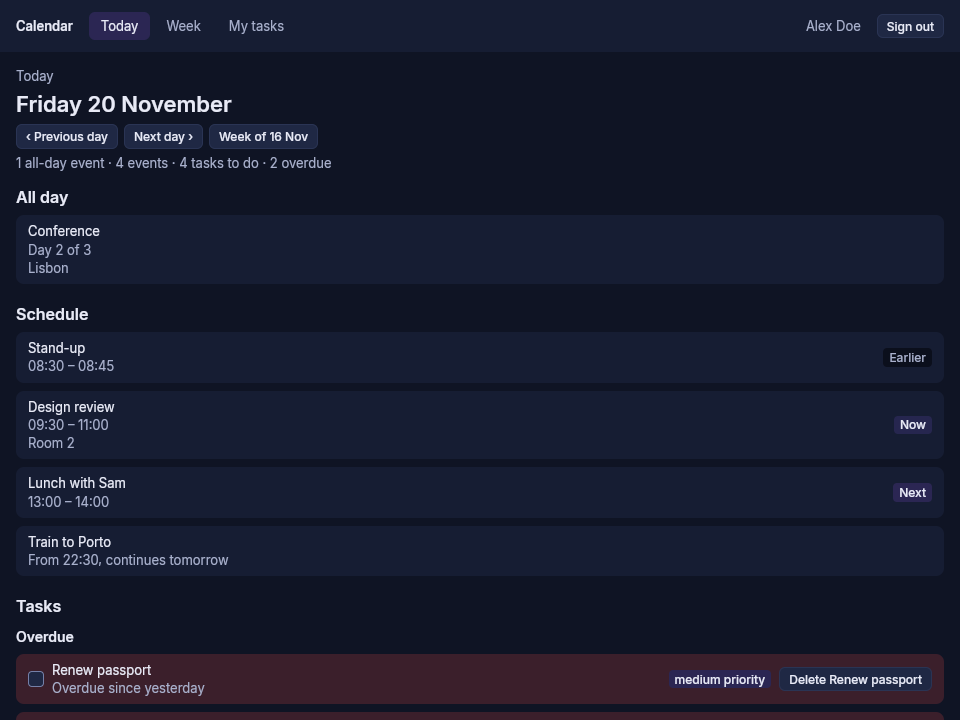 Calendar Today Week My tasks Alex Doe Sign out
Today
Friday 20 November
‹ Previous day Next day › Week of 16 Nov
1 all-day event · 4 events · 4 tasks to do · 2 overdue
All day
Conference
Day 2 of 3
Lisbon
Schedule
Stand-up
08:30 – 08:45
Earlier
Design review
09:30 – 11:00
Room 2
Now
Lunch with Sam
13:00 – 14:00
Next
Train to Porto
From 22:30, continues tomorrow
Tasks
Overdue
Renew passport
Overdue since yesterday
medium priority Delete Renew passport